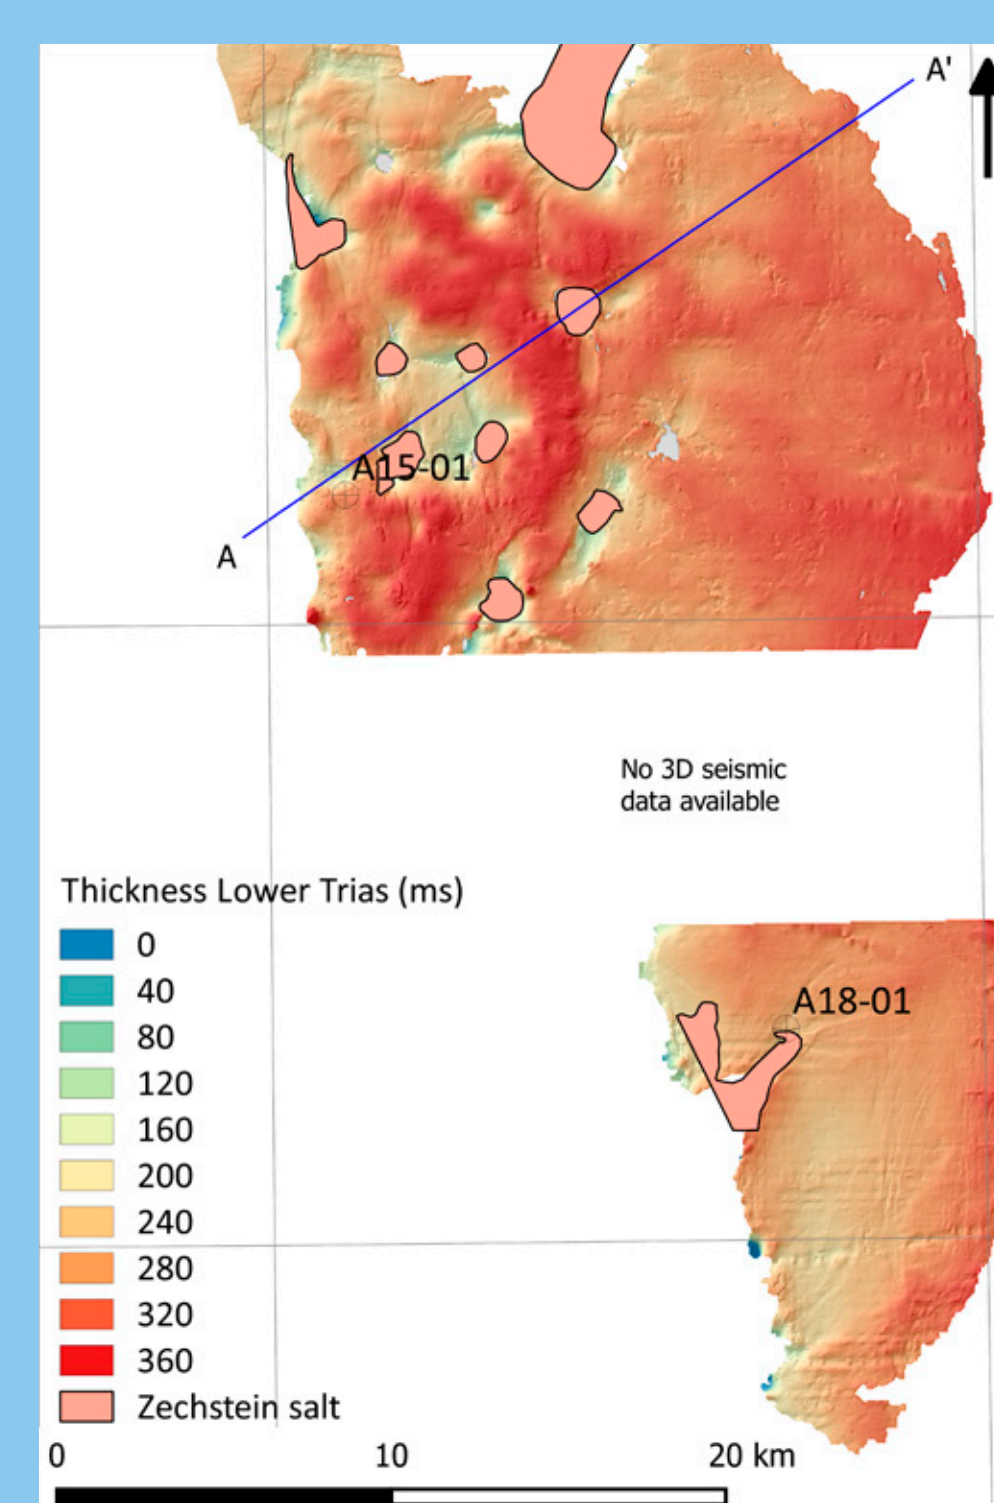 A'
A15-01
A
No 3D seismic
data available
Thickness Lower Trias (ms)
0
40
80
120
160
200
240
280
320
360
Zechstein salt
A18-01
0 10 20 km